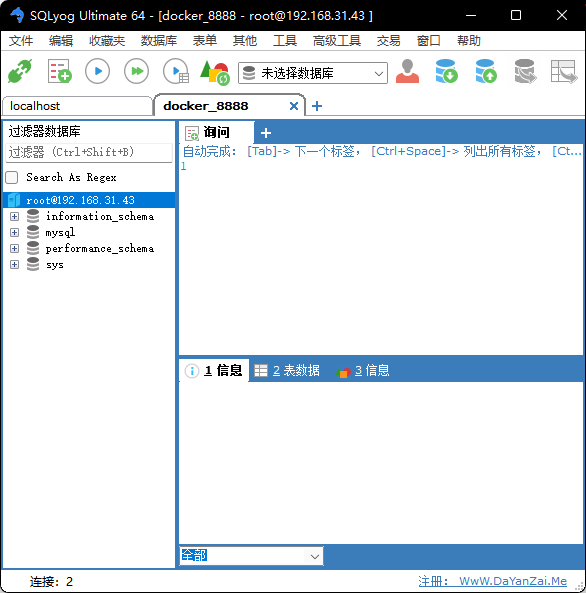 SQLyog Ultimate 64 - [docker_8888 - root@192.168.31.43 ]
文件 编辑 收藏夹 数据库 表单 其他 工具 高级工具 交易 窗口 帮助
未选择数据库
localhost docker_8888
过滤器数据库
过滤器 (Ctrl+Shift+B)
Search As Regex
root@192.168.31.43
information_schema
mysql
performance_schema
sys
询问
自动完成: [Tab]-> 下一个标签, [Ctrl+Space]-> 列出所有标签, [Ct...
1
1 信息 2 表数据 3 信息
全部
连接: 2
注册: WwW.DaYanZai.Me